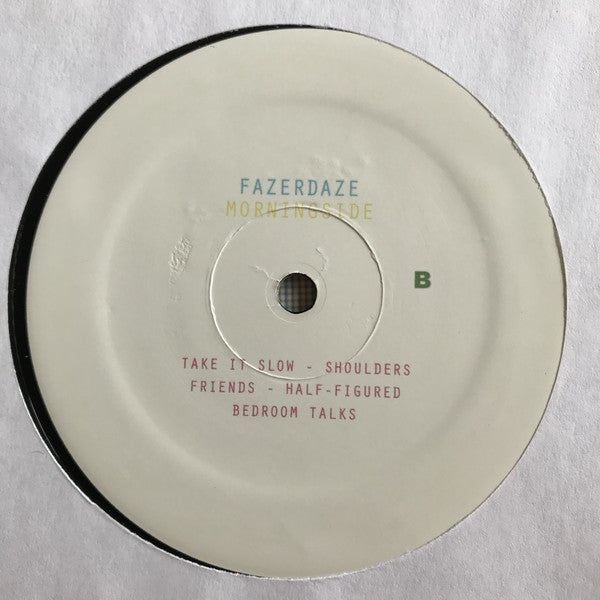 FAZERDAZE
MORNINGSIDE
B
TAKE IT SLOW - SHOULDERS
FRIENDS - HALF-FIGURED
BEDROOM TALKS